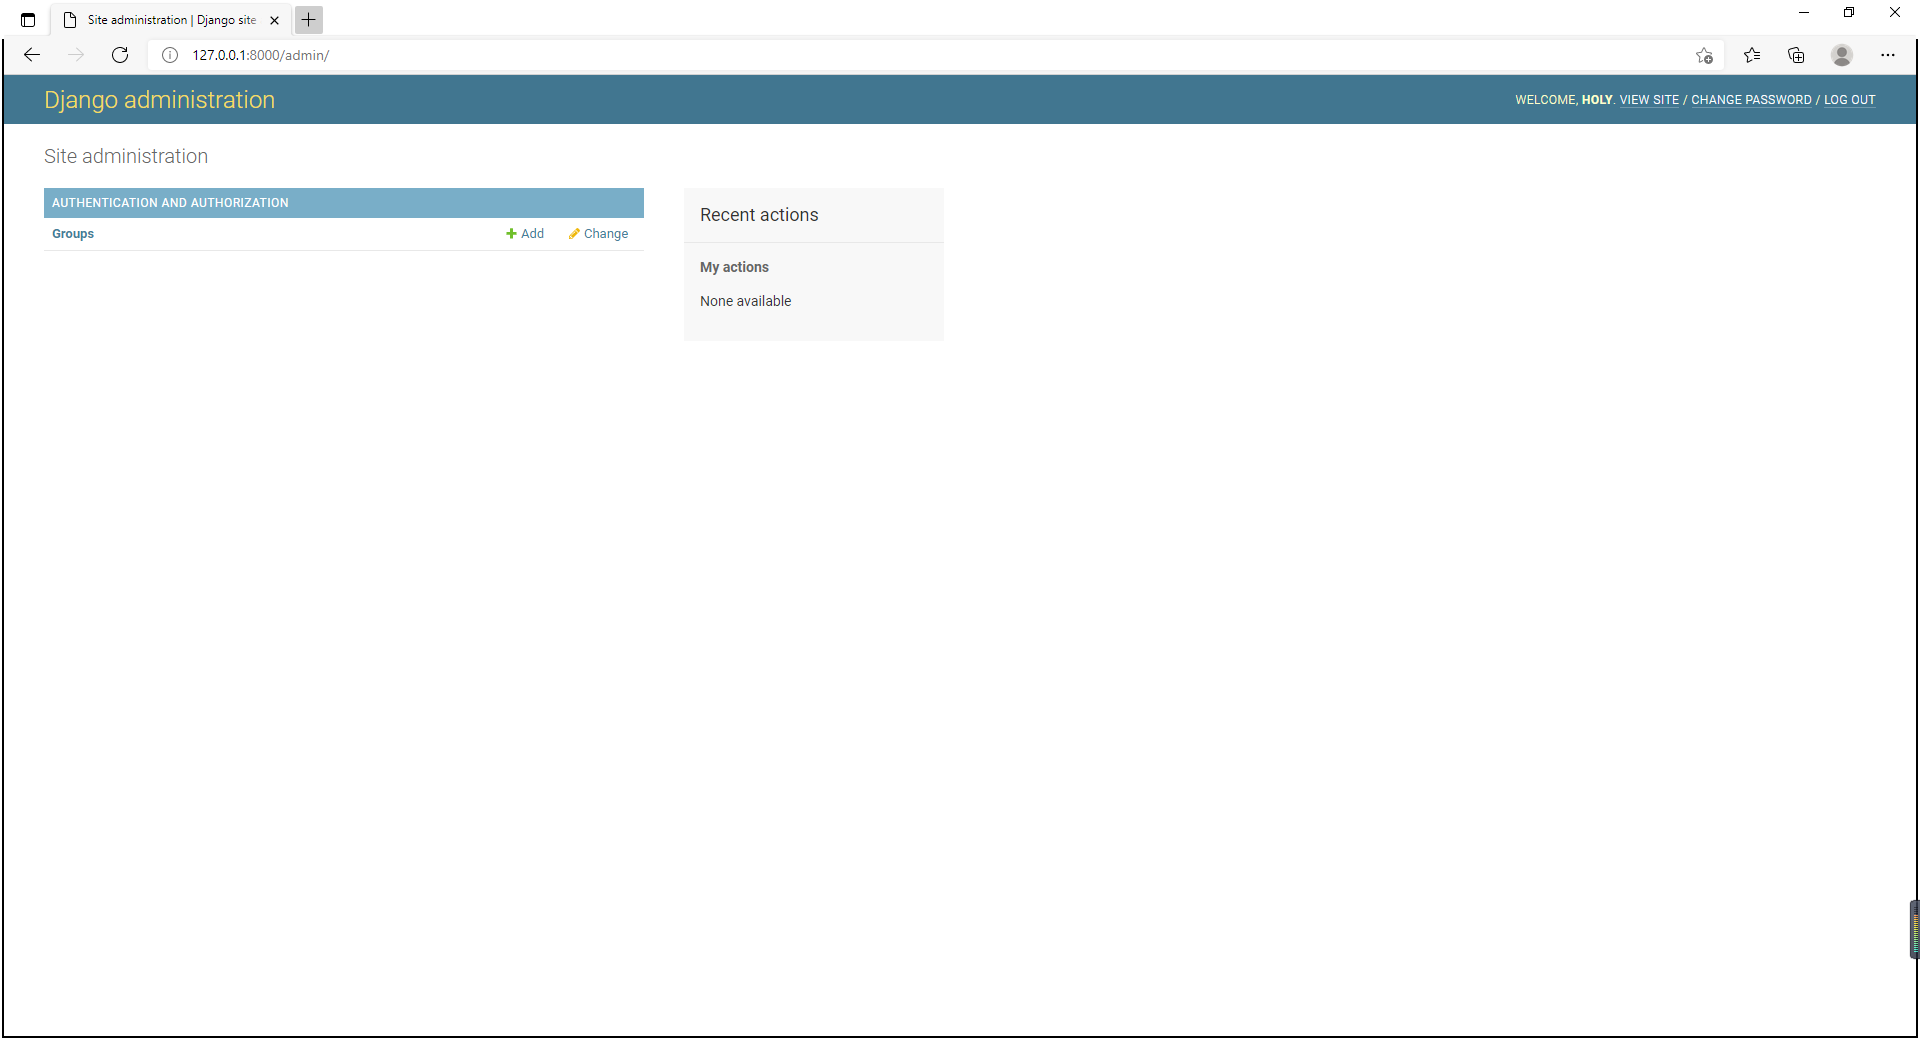 Site administration | Django site
127.0.0.1:8000/admin/
Django administration
WELCOME, HOLY. VIEW SITE / CHANGE PASSWORD / LOG OUT
Site administration
AUTHENTICATION AND AUTHORIZATION
Groups Add Change
Recent actions
My actions
None available